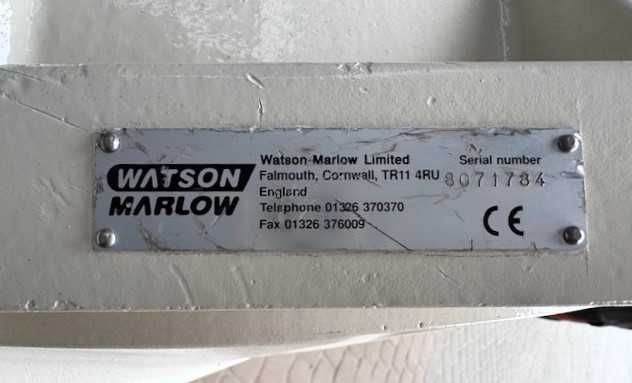 WATSON
MARLOW
Watson-Marlow Limited
Falmouth, Cornwall, TR11 4RU
England
Telephone 01326 370370
Fax 01326 376009
Serial number
8071784
CE